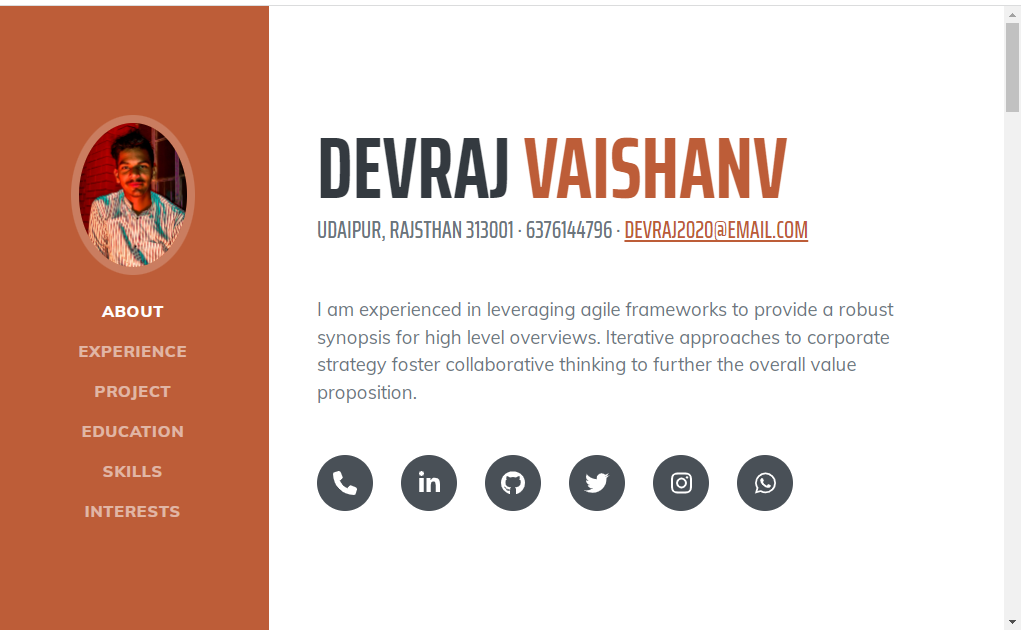 ABOUT
EXPERIENCE
PROJECT
EDUCATION
SKILLS
INTERESTS
DEVRAJ VAISHANV
UDAIPUR, RAJSTHAN 313001 · 6376144796 · DEVRAJ2020@EMAIL.COM
I am experienced in leveraging agile frameworks to provide a robust
synopsis for high level overviews. Iterative approaches to corporate
strategy foster collaborative thinking to further the overall value
proposition.